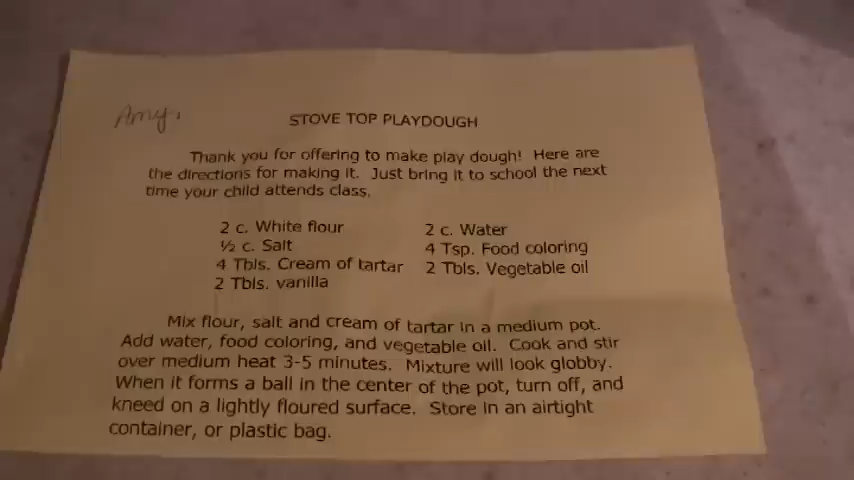 Amy,
STOVE TOP PLAYDOUGH
Thank you for offering to make play dough! Here are
the directions for making it. Just bring it to school the next
time your child attends class.
2 c. White flour 2 c. Water
½ c. Salt 4 Tsp. Food coloring
4 Tbls. Cream of tartar 2 Tbls. Vegetable oil
2 Tbls. vanilla
Mix flour, salt and cream of tartar in a medium pot.
Add water, food coloring, and vegetable oil. Cook and stir
over medium heat 3-5 minutes. Mixture will look globby.
When it forms a ball in the center of the pot, turn off, and
kneed on a lightly floured surface. Store in an airtight
container, or plastic bag.